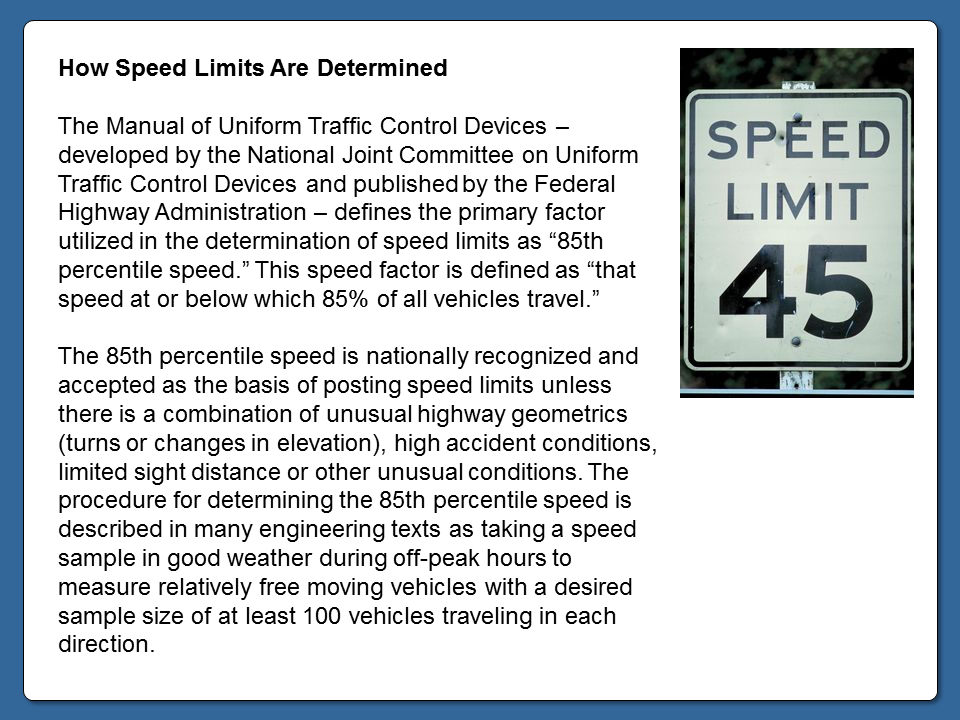 How Speed Limits Are Determined
The Manual of Uniform Traffic Control Devices –
developed by the National Joint Committee on Uniform
Traffic Control Devices and published by the Federal
Highway Administration – defines the primary factor
utilized in the determination of speed limits as “85th
percentile speed.” This speed factor is defined as “that
speed at or below which 85% of all vehicles travel.”
The 85th percentile speed is nationally recognized and
accepted as the basis of posting speed limits unless
there is a combination of unusual highway geometrics
(turns or changes in elevation), high accident conditions,
limited sight distance or other unusual conditions. The
procedure for determining the 85th percentile speed is
described in many engineering texts as taking a speed
sample in good weather during off-peak hours to
measure relatively free moving vehicles with a desired
sample size of at least 100 vehicles traveling in each
direction.
SPEED
LIMIT
45